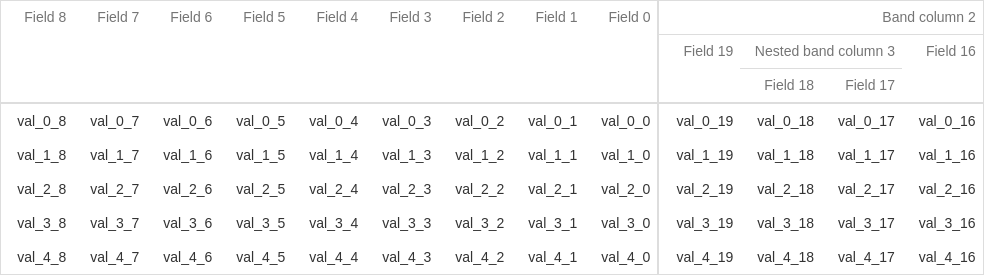 Field 8 Field 7 Field 6 Field 5 Field 4 Field 3 Field 2 Field 1 Field 0 Band column 2
Field 19 Nested band column 3 Field 16
Field 18 Field 17
val_0_8 val_0_7 val_0_6 val_0_5 val_0_4 val_0_3 val_0_2 val_0_1 val_0_0 val_0_19 val_0_18 val_0_17 val_0_16
val_1_8 val_1_7 val_1_6 val_1_5 val_1_4 val_1_3 val_1_2 val_1_1 val_1_0 val_1_19 val_1_18 val_1_17 val_1_16
val_2_8 val_2_7 val_2_6 val_2_5 val_2_4 val_2_3 val_2_2 val_2_1 val_2_0 val_2_19 val_2_18 val_2_17 val_2_16
val_3_8 val_3_7 val_3_6 val_3_5 val_3_4 val_3_3 val_3_2 val_3_1 val_3_0 val_3_19 val_3_18 val_3_17 val_3_16
val_4_8 val_4_7 val_4_6 val_4_5 val_4_4 val_4_3 val_4_2 val_4_1 val_4_0 val_4_19 val_4_18 val_4_17 val_4_16